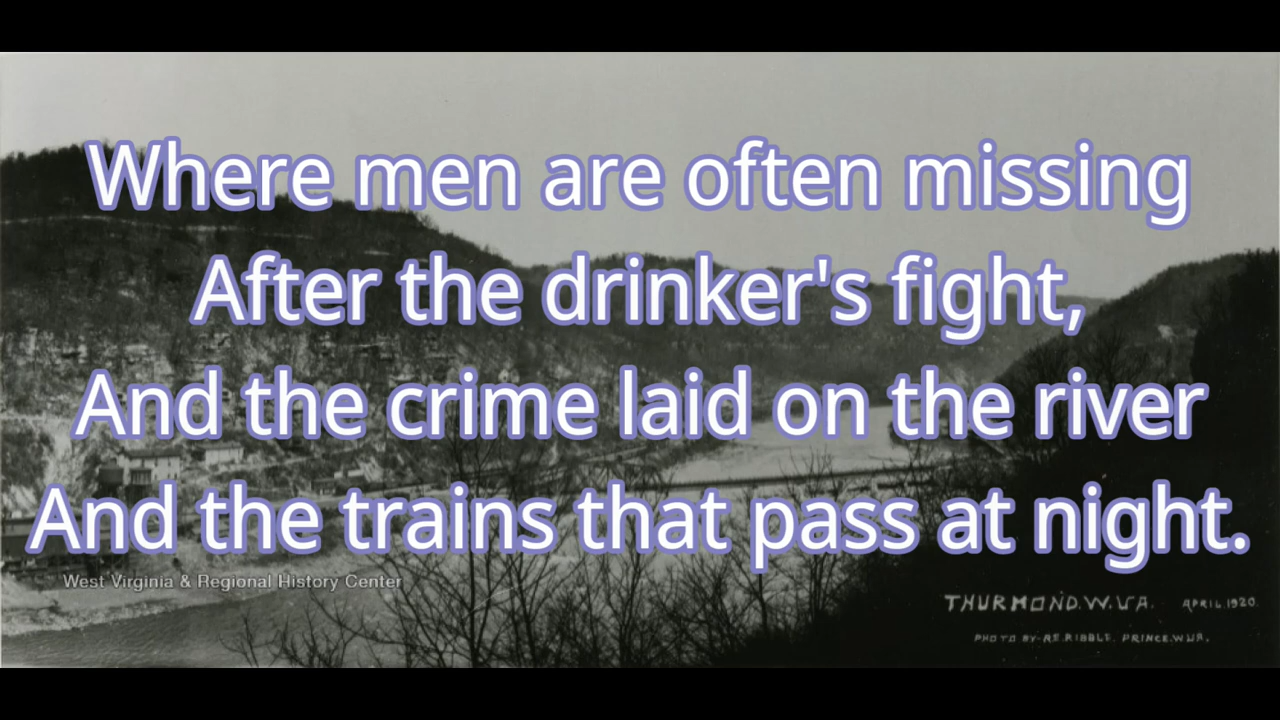 Where men are often missing
After the drinker's fight,
And the crime laid on the river
And the trains that pass at night.
West Virginia & Regional History Center
THURMOND.W.VA. APRIL.1920.
PHOTO BY-R.E.RIBBLE. PRINCE.W.VA.